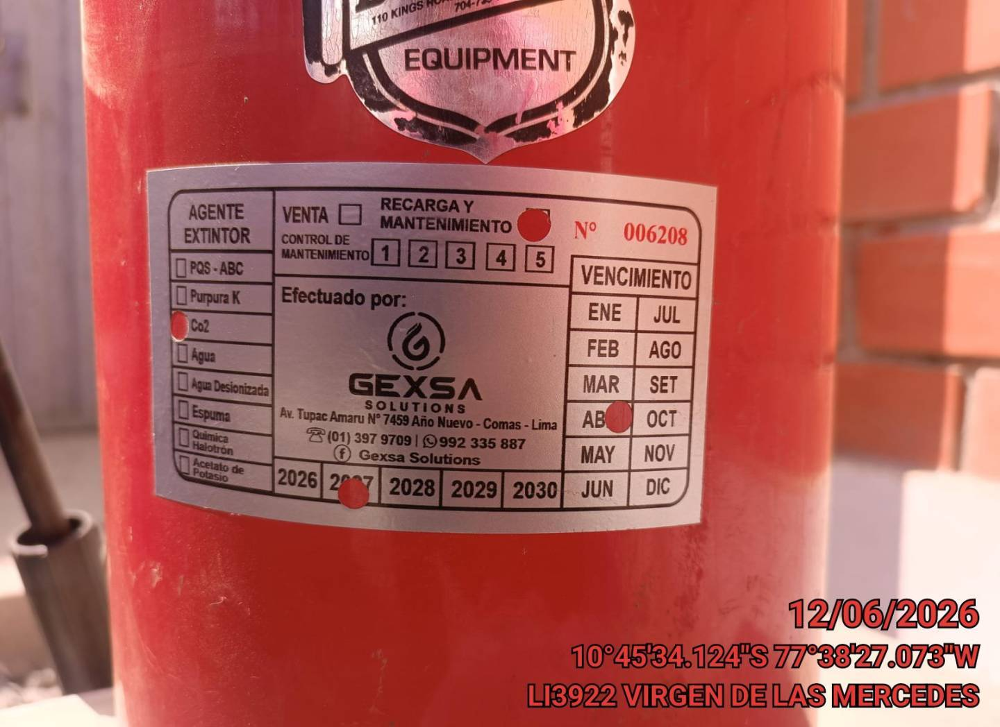 110 KINGS
EQUIPMENT
AGENTE
EXTINTOR
PQS - ABC
Purpura K
Co2
Agua
Agua Desionizada
Espuma
Quimica
Halotrón
Acetato de
Potasio
VENTA
RECARGA Y
MANTENIMIENTO
CONTROL DE
MANTENIMIENTO 1 2 3 4 5
Efectuado por:
GEXSA
SOLUTIONS
Av. Tupac Amaru N° 7459 Año Nuevo - Comas - Lima
(01) 397 9709 | 992 335 887
Gexsa Solutions
2026 2027 2028 2029 2030
N° 006208
VENCIMIENTO
ENE JUL
FEB AGO
MAR SET
AB OCT
MAY NOV
JUN DIC
12/06/2026
10°45'34.124"S 77°38'27.073"W
LI3922 VIRGEN DE LAS MERCEDES